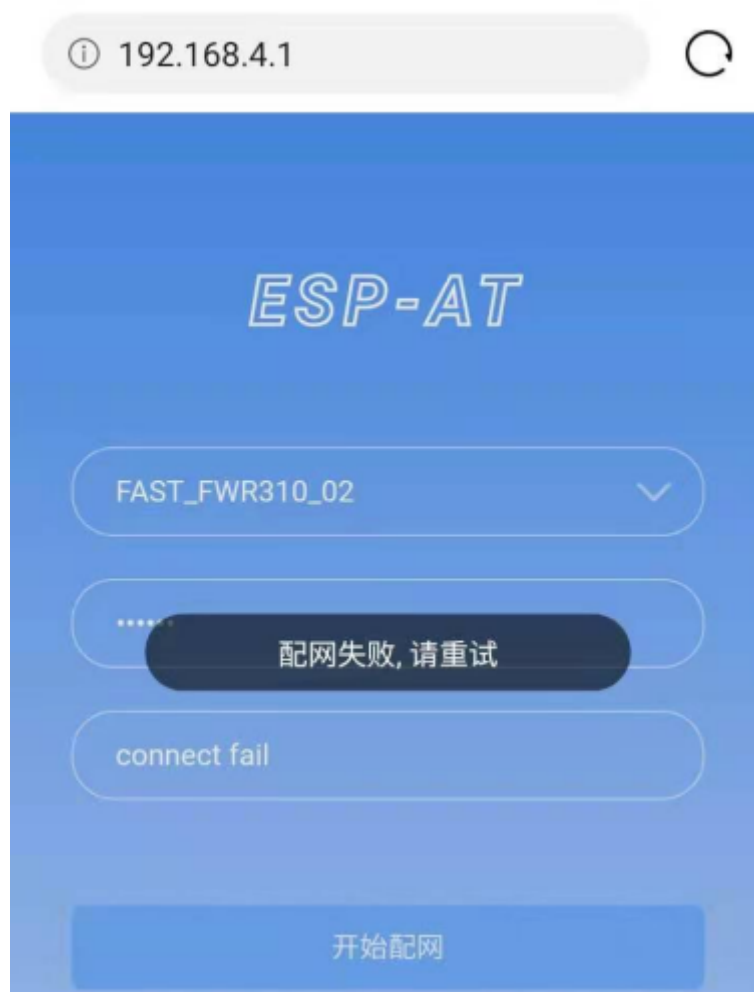 192.168.4.1
ESP-AT
FAST_FWR310_02
配网失败, 请重试
connect fail
开始配网